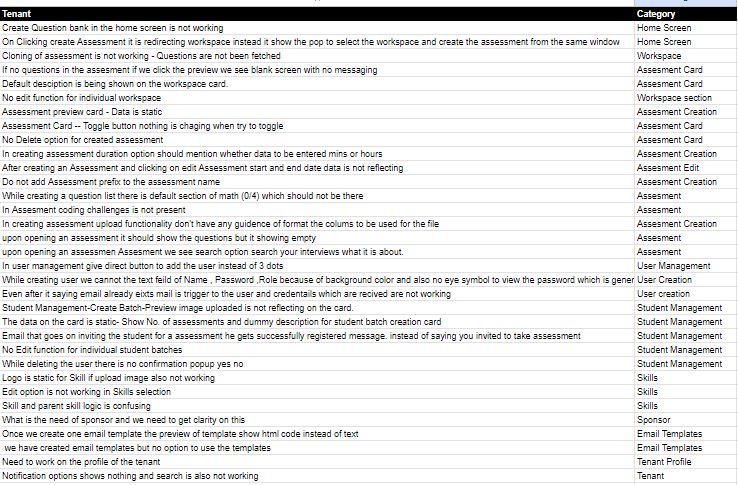 Tenant Category
Create Question bank in the home screen is not working Home Screen
On Clicking create Assessment it is redirecting workspace instead it show the pop to select the workspace and create the assessment from the same window Home Screen
Cloning of assessment is not working - Questions are not been fetched Workspace
If no questions in the assesment if we click the preview we see blank screen with no messaging Assesment Card
Default desciption is being shown on the workspace card. Assesment Card
No edit function for individual workspace Workspace section
Assessment preview card - Data is static Assesment Creation
Assessment Card -- Toggle button nothing is chaging when try to toggle Assesment Card
No Delete option for created assessment Assesment Card
In creating assessment duration option should mention whether data to be entered mins or hours Assesment Creation
After creating an Assessment and clicking on edit Assessment start and end date data is not reflecting Assesment Edit
Do not add Assessment prefix to the assessment name Assesment Creation
While creating a question list there is default section of math (0/4) which should not be there Assesment
In Assesment coding challenges is not present Assesment
In creating assessment upload functionality don't have any guidence of format the colums to be used for the file Assesment Creation
upon opening an assessment it should show the questions but it showing empty Assesment
upon opening an assessmen Assesment we see search option search your interviews what it is about. Assesment
In user management give direct button to add the user instead of 3 dots User Management
While creating user we cannot the text feild of Name , Password ,Role because of background color and also no eye symbol to view the password which is gener User Creation
Even after it saying email already eixts mail is trigger to the user and credentails which are recived are not working User creation
Student Management-Create Batch-Preview image uploaded is not reflecting on the card. Student Management
The data on the card is static- Show No. of assessments and dummy description for student batch creation card Student Management
Email that goes on inviting the student for a assessment he gets successfully registered message. instead of saying you invited to take assessment Student Management
No Edit function for individual student batches Student Management
While deleting the user there is no confirmation popup yes no Student Management
Logo is static for Skill if upload image also not working Skills
Edit option is not working in Skills selection Skills
Skill and parent skill logic is confusing Skills
What is the need of sponsor and we need to get clarity on this Sponsor
Once we create one email template the preview of template show html code instead of text Email Templates
we have created email templates but no option to use the templates Email Templates
Need to work on the profile of the tenant Tenant Profile
Notification options shows nothing and search is also not working Tenant